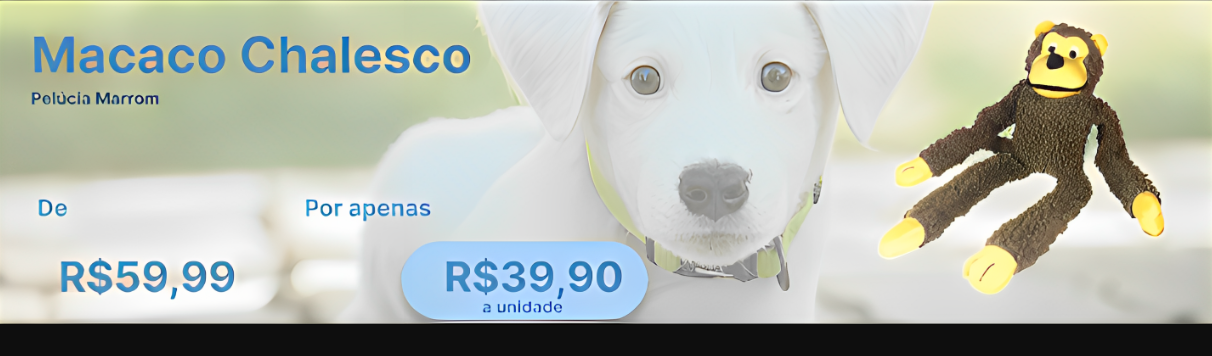 Macaco Chalesco
Pelúcia Marrom
De
Por apenas
R$59,99
R$39,90
a unidade